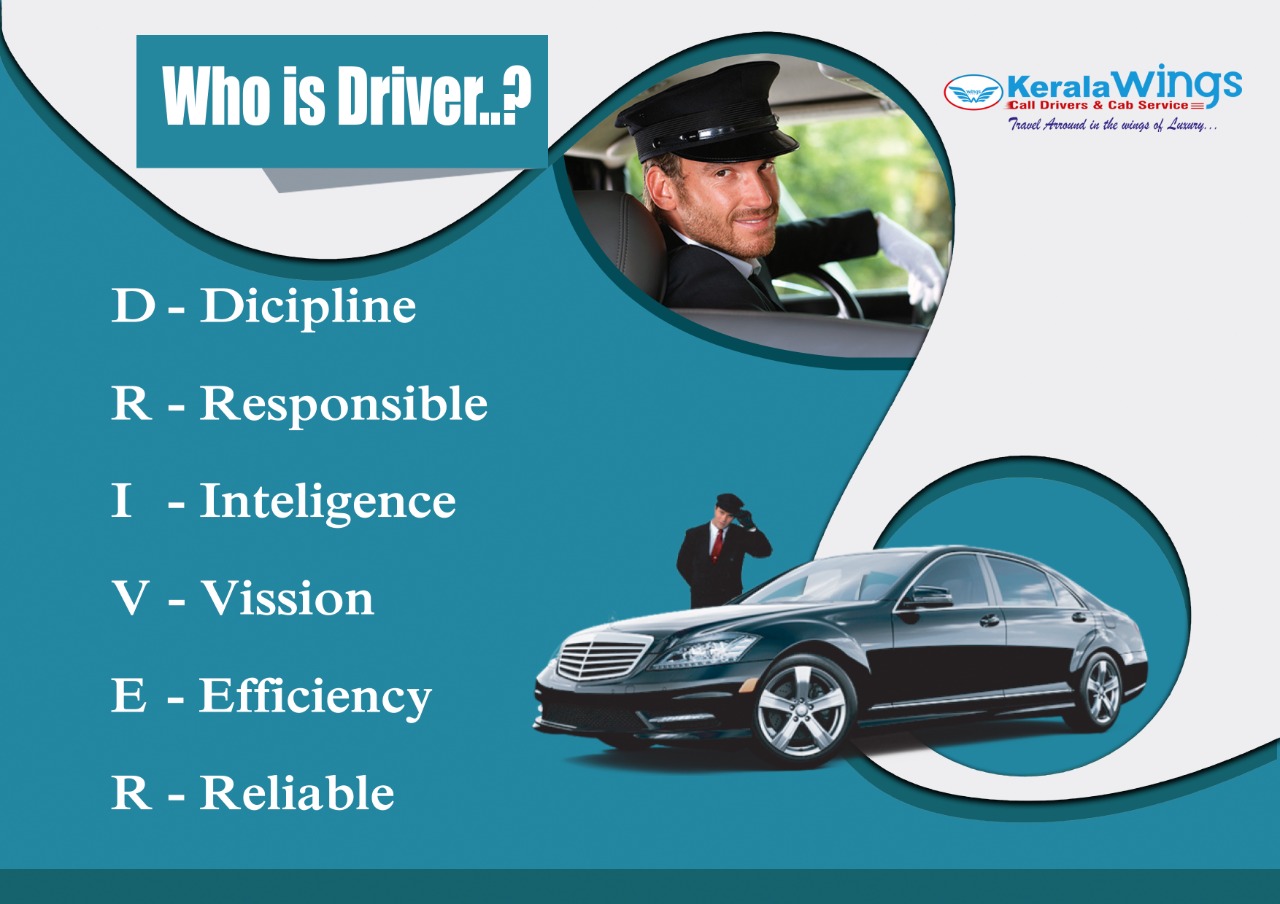 Who is Driver..?
WINGS
KeralaWings
Call Drivers & Cab Service
Travel Arround in the wings of Luxury...
D - Dicipline
R - Responsible
I - Inteligence
V - Vission
E - Efficiency
R - Reliable